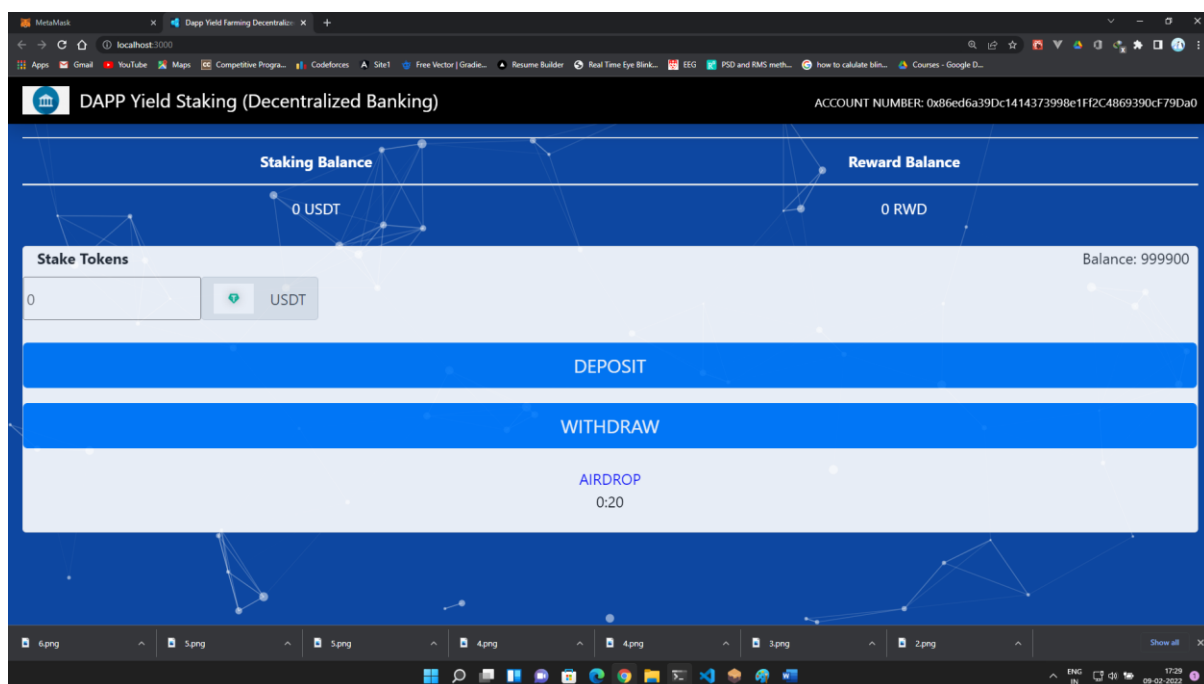 MetaMask
Dapp Yield Farming Decentraliz
localhost:3000
Apps Gmail YouTube Maps Competitive Progra... Codeforces Site1 Free Vector | Gradie... Resume Builder Real Time Eye Blink... EEG PSD and RMS meth... how to calulate blin... Courses - Google D...
DAPP Yield Staking (Decentralized Banking)
ACCOUNT NUMBER: 0x86ed6a39Dc1414373998e1Ff2C4869390cF79Da0
Staking Balance Reward Balance
0 USDT 0 RWD
Stake Tokens Balance: 999900
0 USDT
DEPOSIT
WITHDRAW
AIRDROP
0:20
6.png 5.png 5.png 4.png 4.png 3.png 2.png Show all
ENG 17:29
IN 09-02-2022